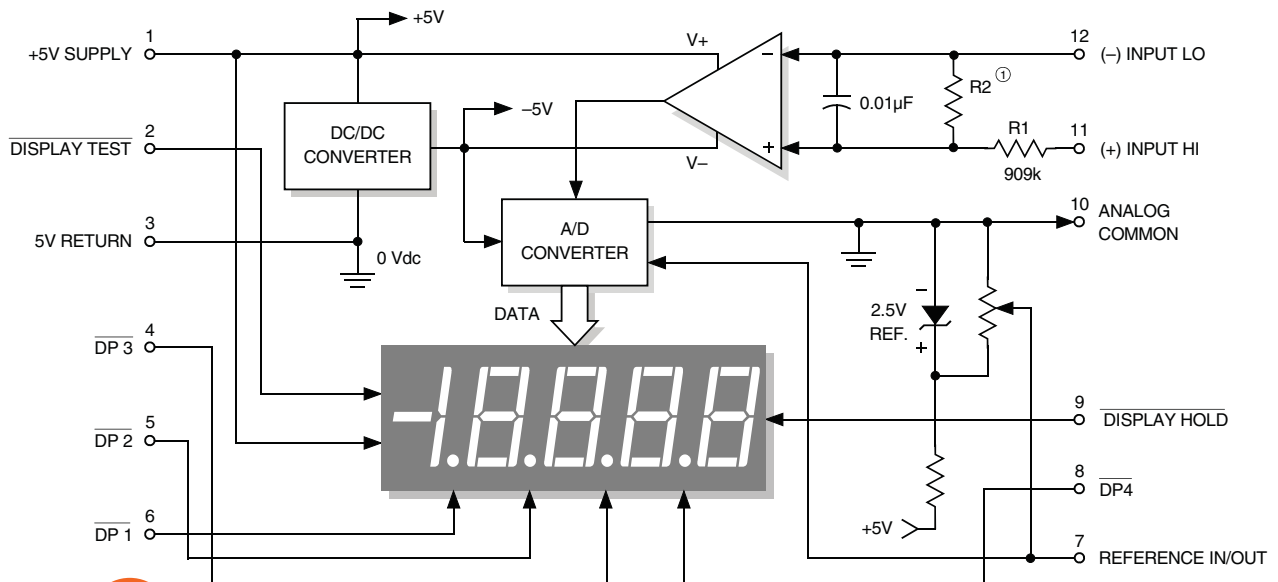 1
+5V SUPPLY
+5V
V+
12
(–) INPUT LO
R2 ①
0.01µF
–5V
DC/DC
CONVERTER
2
DISPLAY TEST
R1
11
(+) INPUT HI
909k
V–
–
+
3
5V RETURN
0 Vdc
A/D
CONVERTER
10
ANALOG
COMMON
DATA
–
2.5V
REF.
+
4
DP 3
-1.8.8.8.8
5
DP 2
9
DISPLAY HOLD
8
DP4
6
DP 1
+5V
7
REFERENCE IN/OUT